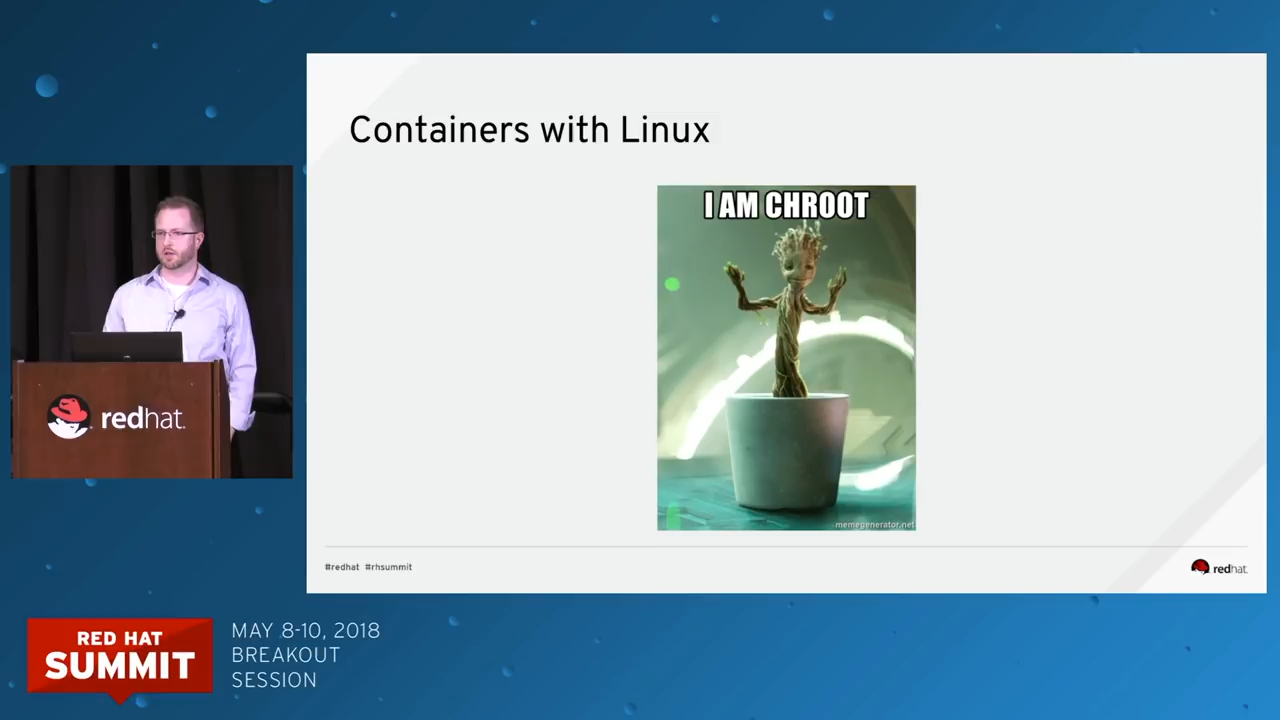 Containers with Linux
I AM CHROOT
memegenerator.net
#redhat #rhsummit
redhat.
redhat.
RED HAT
SUMMIT
MAY 8-10, 2018
BREAKOUT
SESSION